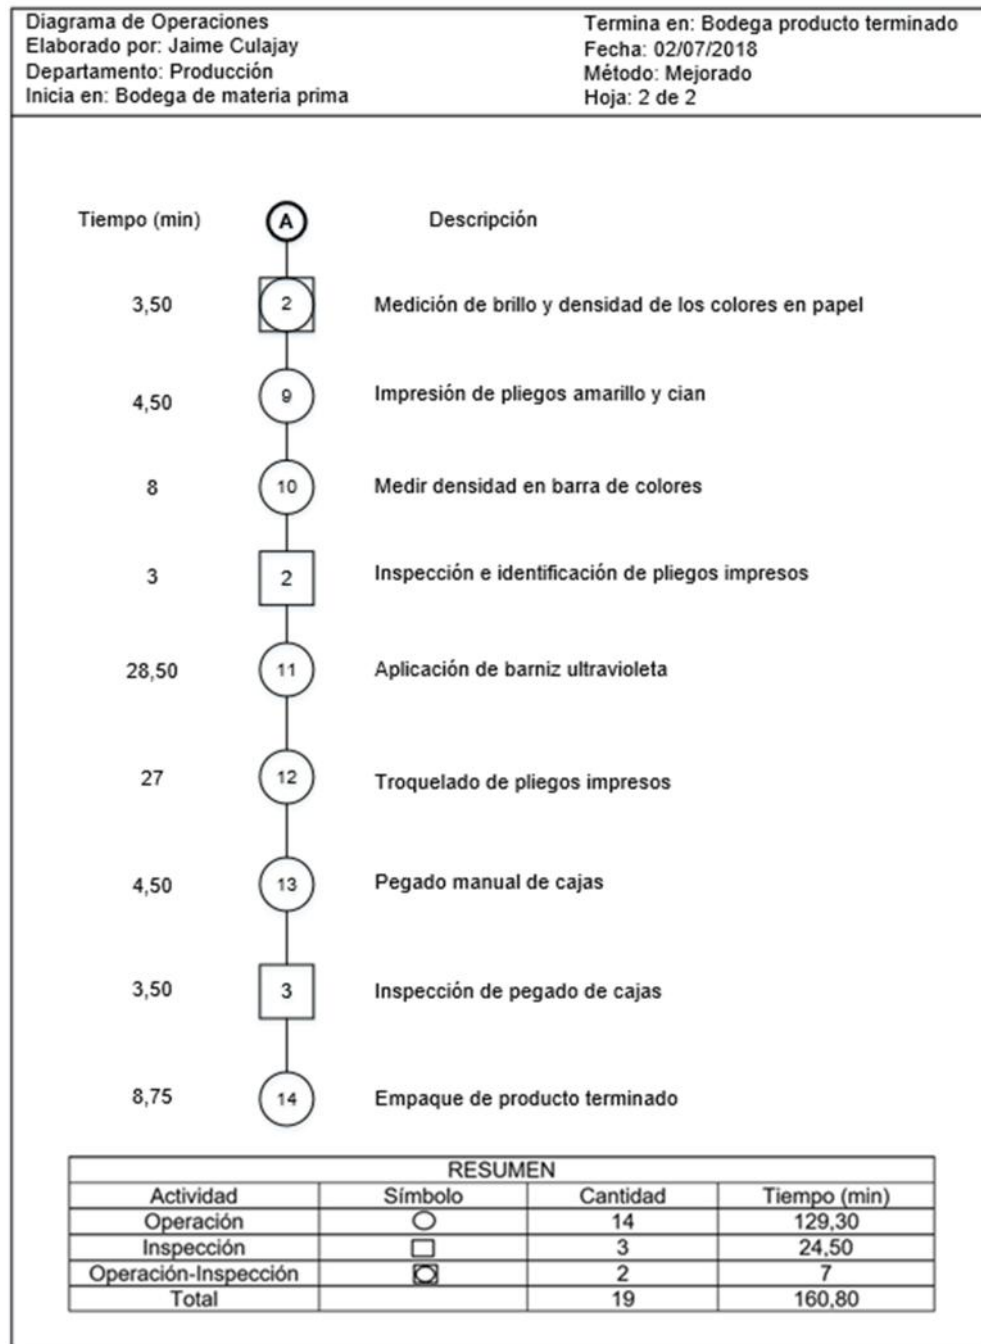 Diagrama de Operaciones
Elaborado por: Jaime Culajay
Departamento: Producción
Inicia en: Bodega de materia prima
Termina en: Bodega producto terminado
Fecha: 02/07/2018
Método: Mejorado
Hoja: 2 de 2
Tiempo (min) A Descripción
3,50 2 Medición de brillo y densidad de los colores en papel
4,50 9 Impresión de pliegos amarillo y cian
8 10 Medir densidad en barra de colores
3 2 Inspección e identificación de pliegos impresos
28,50 11 Aplicación de barniz ultravioleta
27 12 Troquelado de pliegos impresos
4,50 13 Pegado manual de cajas
3,50 3 Inspección de pegado de cajas
8,75 14 Empaque de producto terminado
RESUMEN
Actividad Símbolo Cantidad Tiempo (min)
Operación 14 129,30
Inspección 3 24,50
Operación-Inspección 2 7
Total 19 160,80